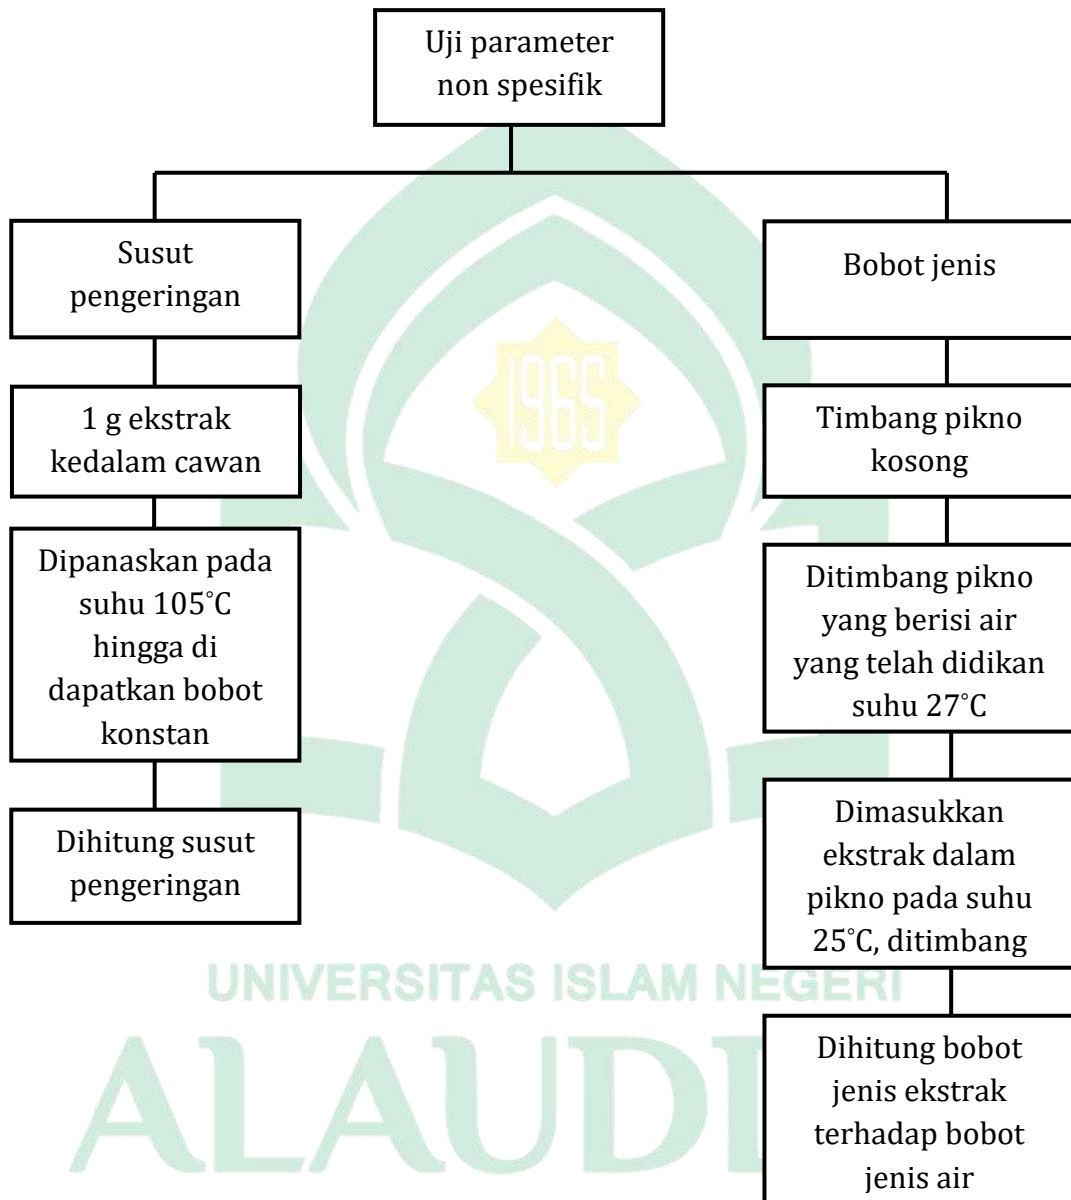 Uji parameter
non spesifik
Susut
pengeringan
1 g ekstrak
kedalam cawan
Dipanaskan pada
suhu 105°C
hingga di
dapatkan bobot
konstan
Dihitung susut
pengeringan
Bobot jenis
Timbang pikno
kosong
Ditimbang pikno
yang berisi air
yang telah didikan
suhu 27°C
Dimasukkan
ekstrak dalam
pikno pada suhu
25°C, ditimbang
Dihitung bobot
jenis ekstrak
terhadap bobot
jenis air
1965
UNIVERSITAS ISLAM NEGERI